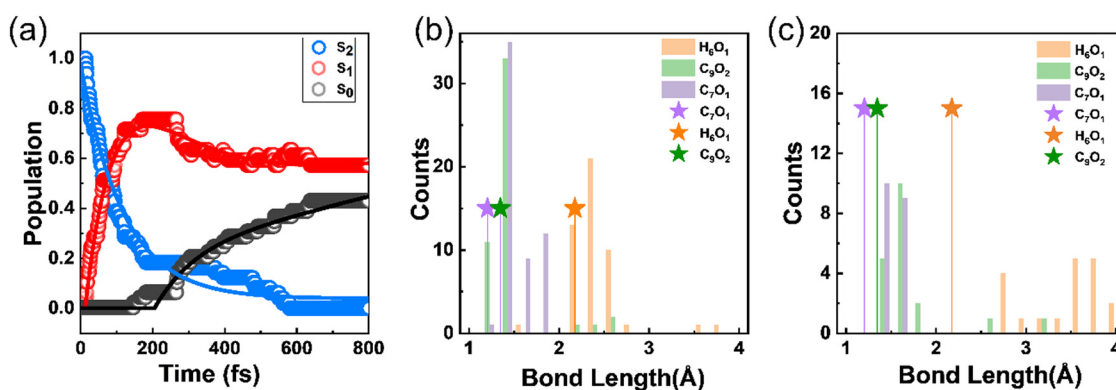 (a)
Population
1.0
0.8
0.6
0.4
0.2
0.0
S2
S1
S0
0 200 400 600 800
Time (fs)
(b)
Counts
36
30
20
10
0
H6O1
C9O2
C7O1
C7O1
H6O1
C9O2
1 2 3 4
Bond Length(Å)
(c)
Counts
20
16
12
8
4
0
H6O1
C9O2
C7O1
C7O1
H6O1
C9O2
1 2 3 4
Bond Length(Å)